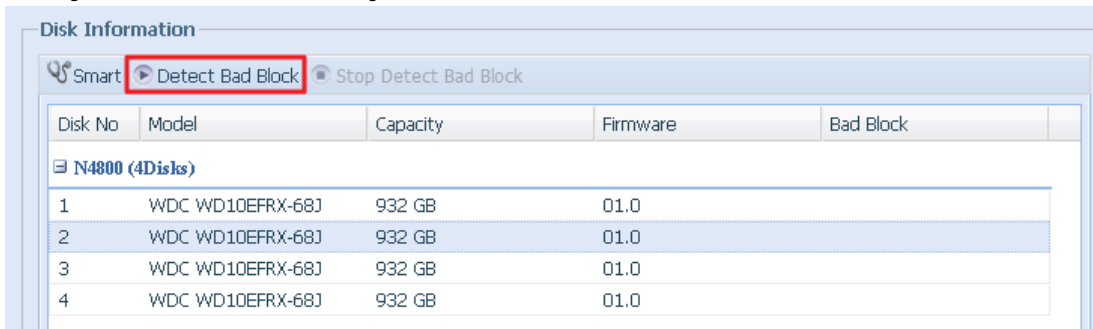 Disk Information
Smart Detect Bad Block Stop Detect Bad Block
Disk No Model Capacity Firmware Bad Block
N4800 (4Disks)
1 WDC WD10EFRX-68J 932 GB 01.0
2 WDC WD10EFRX-68J 932 GB 01.0
3 WDC WD10EFRX-68J 932 GB 01.0
4 WDC WD10EFRX-68J 932 GB 01.0